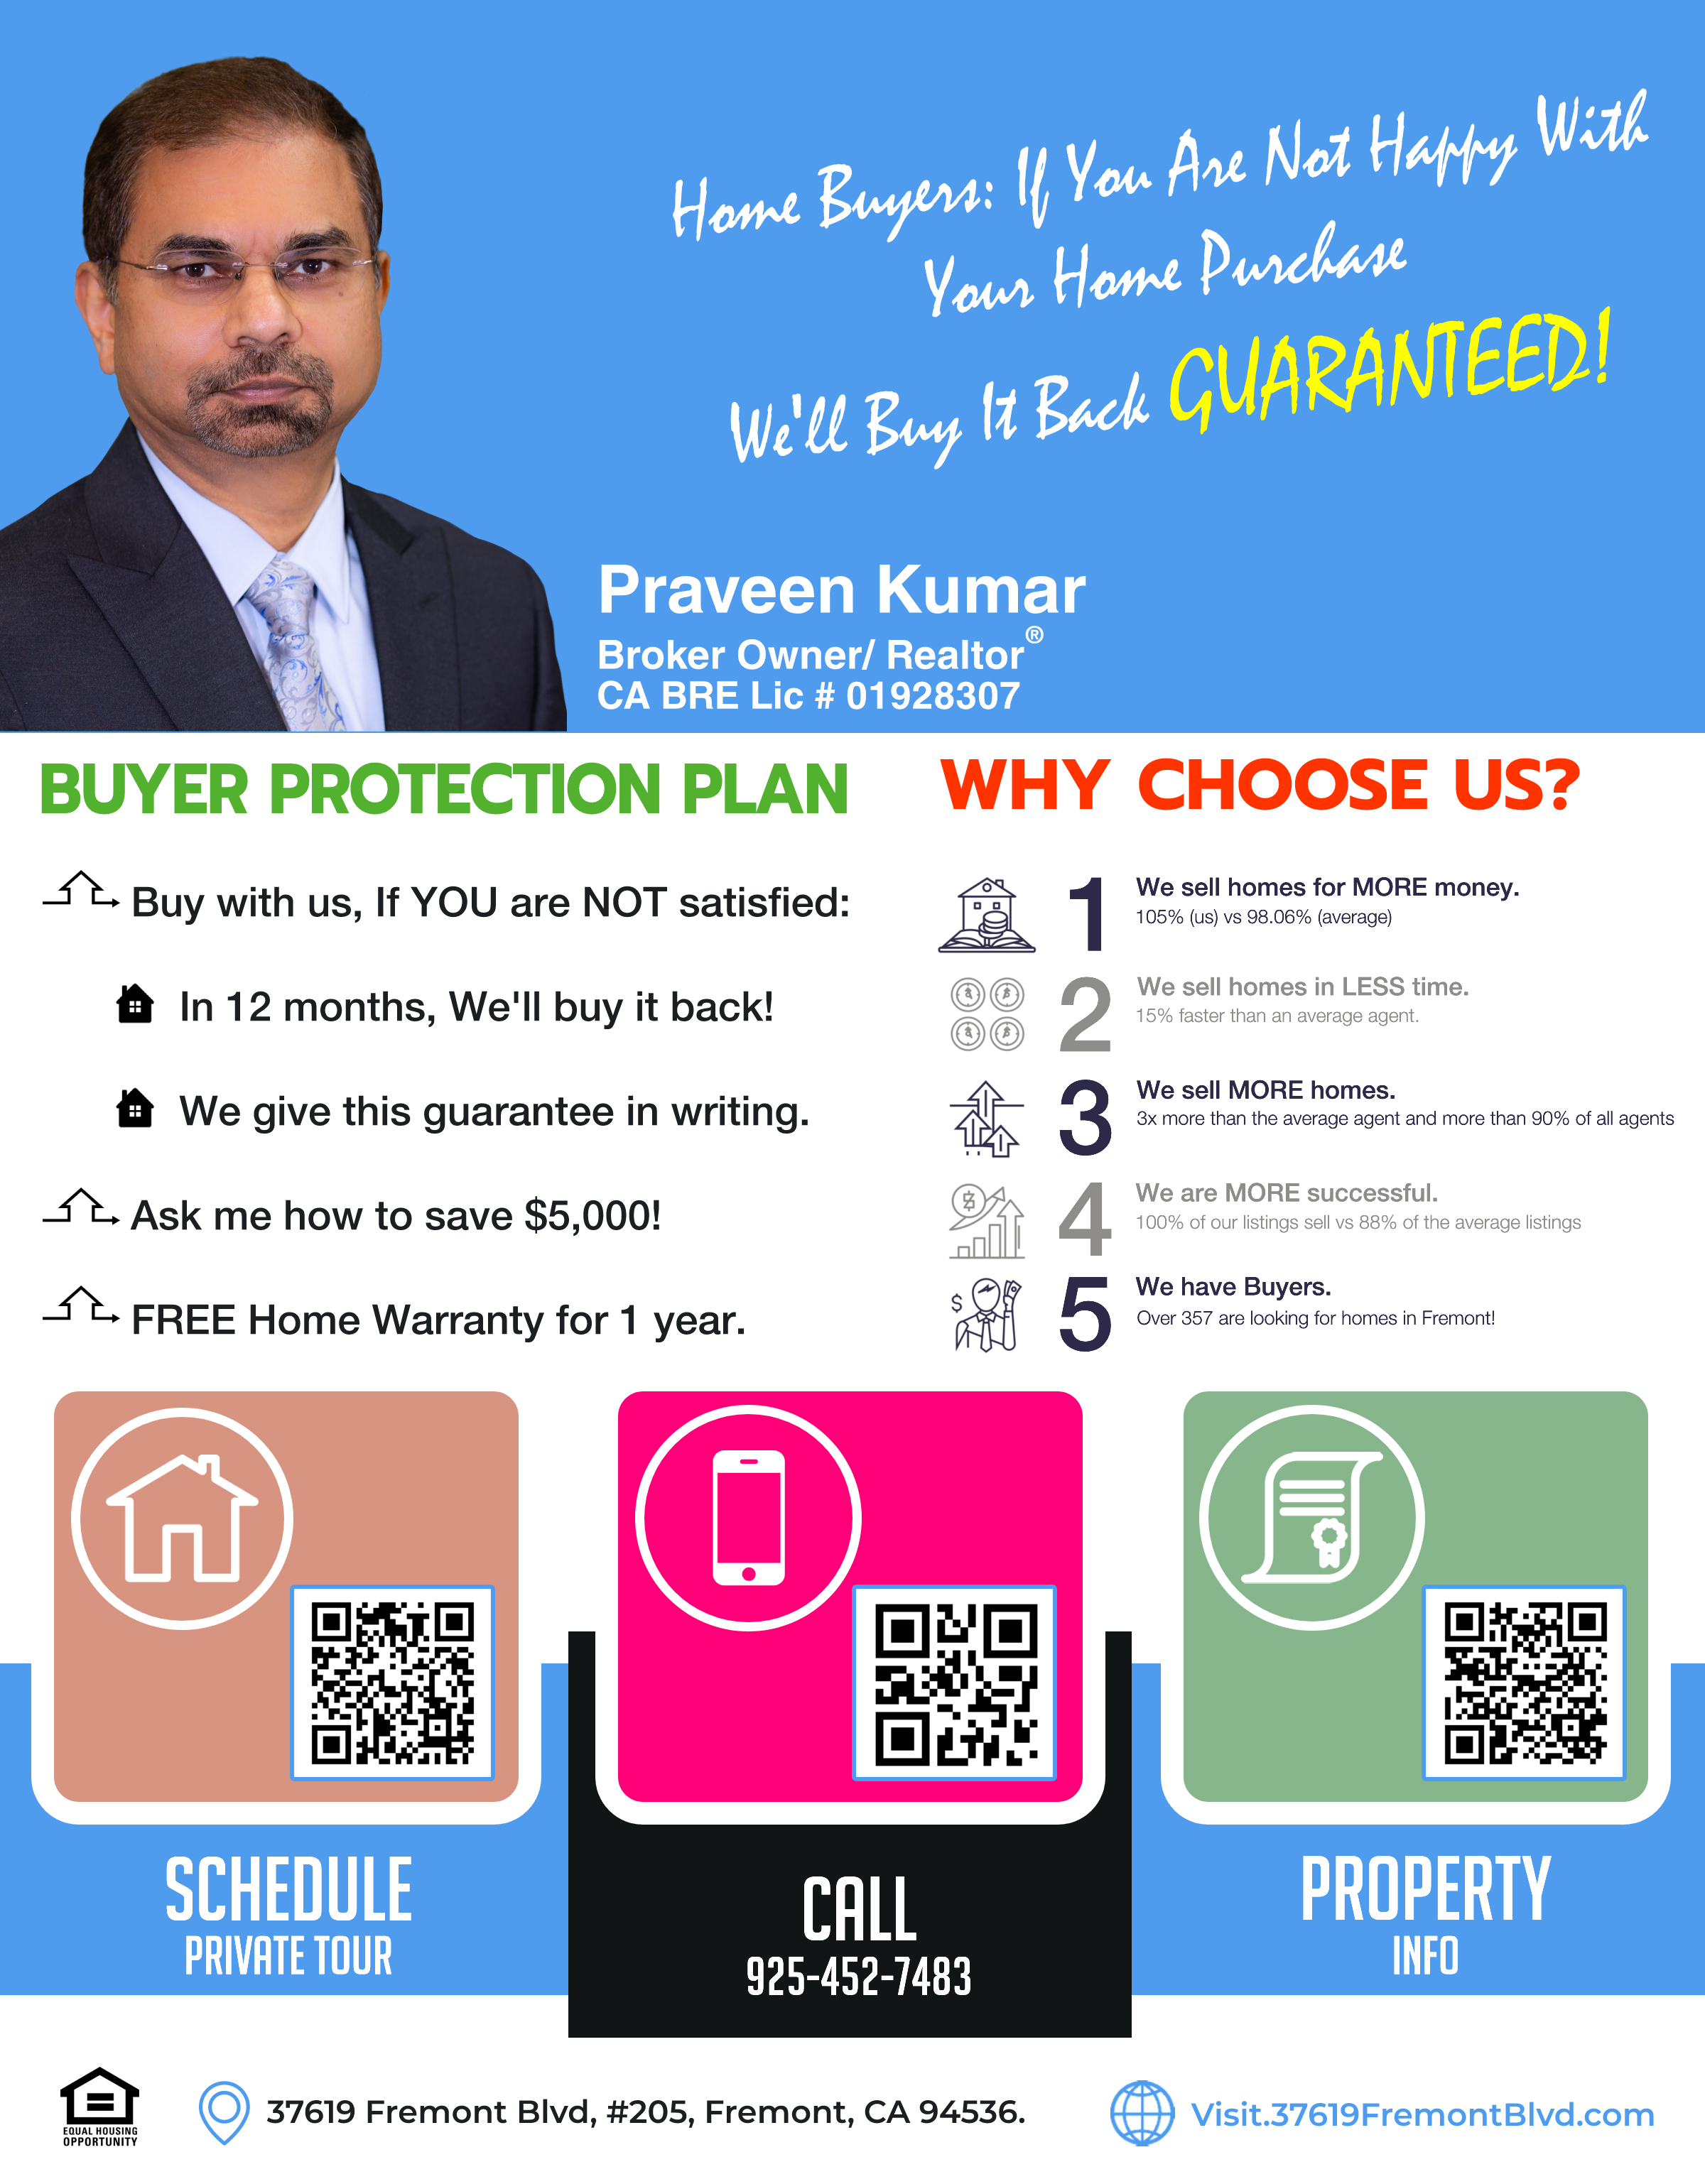 Home Buyers: If You Are Not Happy With
Your Home Purchase
We'll Buy It Back GUARANTEED!
Praveen Kumar
Broker Owner/ Realtor®
CA BRE Lic # 01928307
BUYER PROTECTION PLAN
Buy with us, If YOU are NOT satisfied:
In 12 months, We'll buy it back!
We give this guarantee in writing.
Ask me how to save $5,000!
FREE Home Warranty for 1 year.
WHY CHOOSE US?
1 We sell homes for MORE money.
105% (us) vs 98.06% (average)
2 We sell homes in LESS time.
15% faster than an average agent.
3 We sell MORE homes.
3x more than the average agent and more than 90% of all agents
4 We are MORE successful.
100% of our listings sell vs 88% of the average listings
5 We have Buyers.
Over 357 are looking for homes in Fremont!
SCHEDULE
PRIVATE TOUR
CALL
925-452-7483
PROPERTY
INFO
EQUAL HOUSING
OPPORTUNITY
37619 Fremont Blvd, #205, Fremont, CA 94536.
Visit.37619FremontBlvd.com